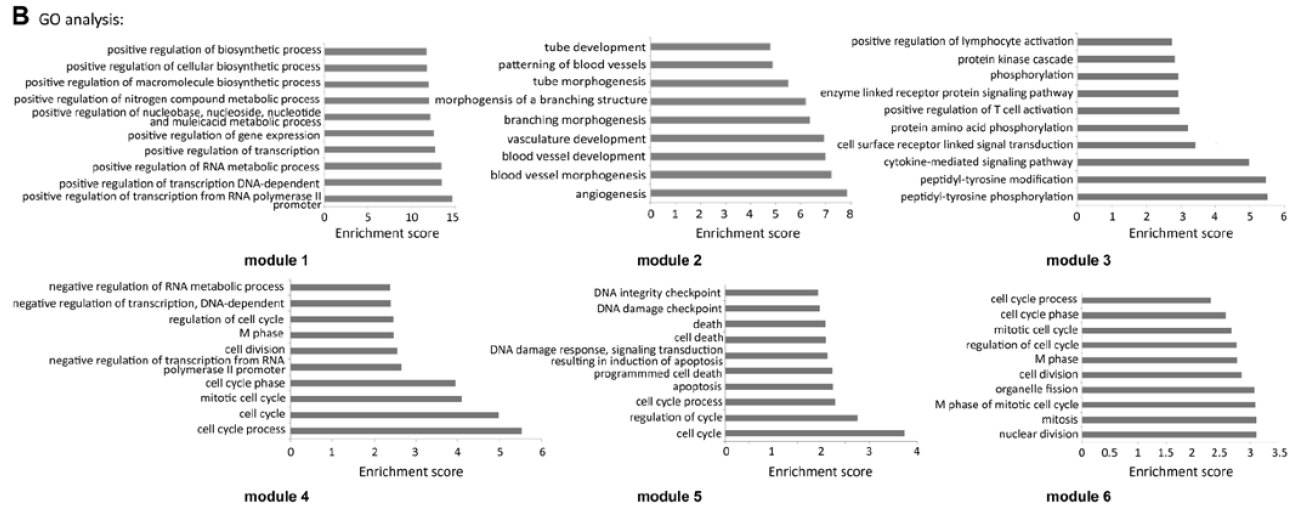 B GO analysis:
positive regulation of biosynthetic process
positive regulation of cellular biosynthetic process
positive regulation of macromolecule biosynthetic process
positive regulation of nitrogen compound metabolic process
positive regulation of nucleobase, nucleoside, nucleotide
and muleicacid metabolic process
positive regulation of gene expression
positive regulation of transcription
positive regulation of RNA metabolic process
positive regulation of transcription DNA-dependent
positive regulation of transcription from RNA polymerase II
promoter
0 5 10 15
Enrichment score
module 1
tube development
patterning of blood vessels
tube morphogenesis
morphogensis of a branching structure
branching morphogenesis
vasculature development
blood vessel development
blood vessel morphogenesis
angiogenesis
0 1 2 3 4 5 6 7 8
Enrichment score
module 2
positive regulation of lymphocyte activation
protein kinase cascade
phosphorylation
enzyme linked receptor protein signaling pathway
positive regulation of T cell activation
protein amino acid phosphorylation
cell surface receptor linked signal transduction
cytokine-mediated signaling pathway
peptidyl-tyrosine modification
peptidyl-tyrosine phosphorylation
0 1 2 3 4 5 6
Enrichment score
module 3
negative regulation of RNA metabolic process
negative regulation of transcription, DNA-dependent
regulation of cell cycle
M phase
cell division
negative regulation of transcription from RNA
polymerase II promoter
cell cycle phase
mitotic cell cycle
cell cycle
cell cycle process
0 1 2 3 4 5 6
Enrichment score
module 4
DNA integrity checkpoint
DNA damage checkpoint
death
cell death
DNA damage response, signaling transduction
resulting in induction of apoptosis
programmmed cell death
apoptosis
cell cycle process
regulation of cycle
cell cycle
0 1 2 3 4
Enrichment score
module 5
cell cycle process
cell cycle phase
mitotic cell cycle
regulation of cell cycle
M phase
cell division
organelle fission
M phase of mitotic cell cycle
mitosis
nuclear division
0 0.5 1 1.5 2 2.5 3 3.5
Enrichment score
module 6